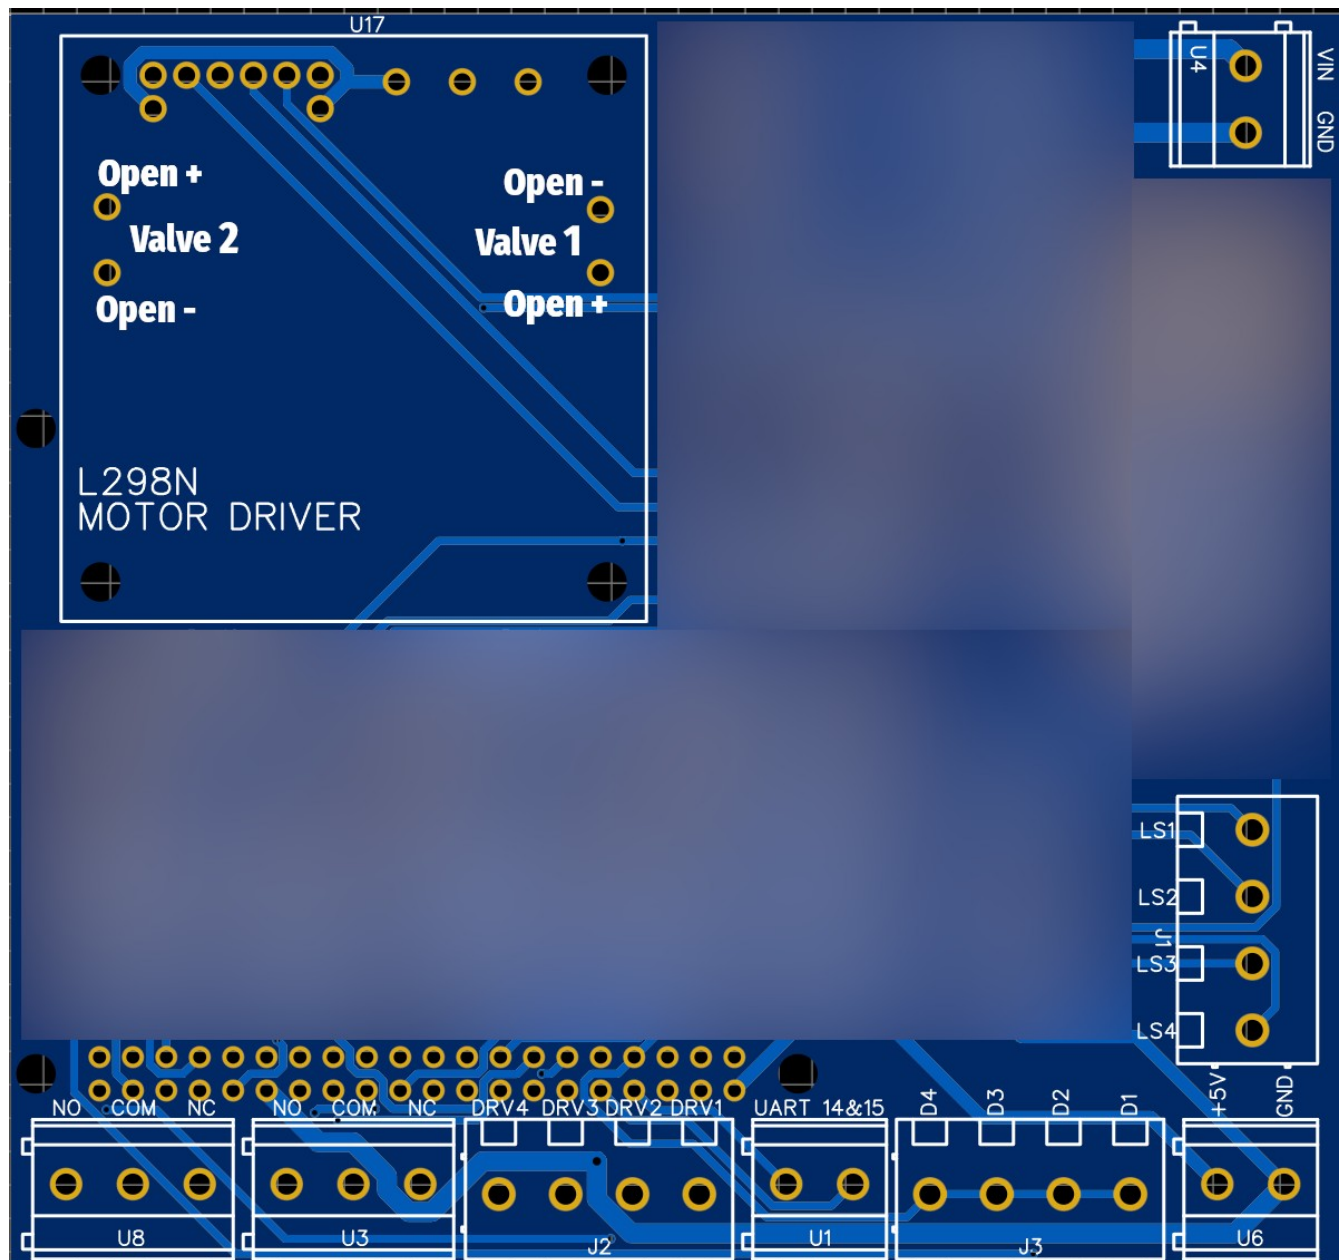 U17
U4
VIN
GND
Open +
Open -
Valve 2
Valve 1
Open -
Open +
L298N
MOTOR DRIVER
LS1
LS2
J1
LS3
LS4
+5V
GND
NO COM NC NO COM NC DRV4 DRV3 DRV2 DRV1 UART 14&15 D4 D3 D2 D1
U8 U3 J2 U1 J3 U6